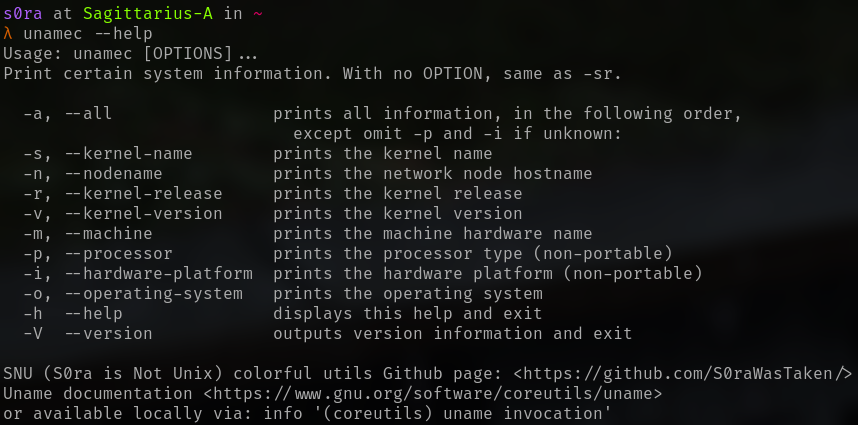 s0ra at Sagittarius-A in ~
λ unamec --help
Usage: unamec [OPTIONS]...
Print certain system information. With no OPTION, same as -sr.
-a, --all prints all information, in the following order,
except omit -p and -i if unknown:
-s, --kernel-name prints the kernel name
-n, --nodename prints the network node hostname
-r, --kernel-release prints the kernel release
-v, --kernel-version prints the kernel version
-m, --machine prints the machine hardware name
-p, --processor prints the processor type (non-portable)
-i, --hardware-platform prints the hardware platform (non-portable)
-o, --operating-system prints the operating system
-h --help displays this help and exit
-V --version outputs version information and exit
SNU (S0ra is Not Unix) colorful utils Github page: <https://github.com/S0raWasTaken/>
Uname documentation <https://www.gnu.org/software/coreutils/uname>
or available locally via: info '(coreutils) uname invocation'